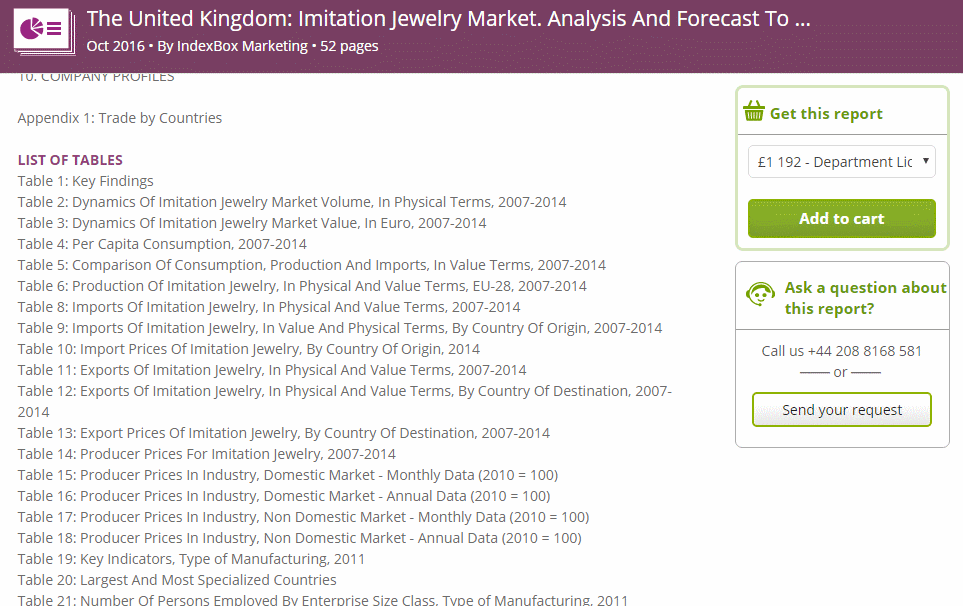 The United Kingdom: Imitation Jewelry Market. Analysis And Forecast To ...
Oct 2016 • By IndexBox Marketing • 52 pages
10. COMPANY PROFILES
Appendix 1: Trade by Countries
LIST OF TABLES
Table 1: Key Findings
Table 2: Dynamics Of Imitation Jewelry Market Volume, In Physical Terms, 2007-2014
Table 3: Dynamics Of Imitation Jewelry Market Value, In Euro, 2007-2014
Table 4: Per Capita Consumption, 2007-2014
Table 5: Comparison Of Consumption, Production And Imports, In Value Terms, 2007-2014
Table 6: Production Of Imitation Jewelry, In Physical And Value Terms, EU-28, 2007-2014
Table 8: Imports Of Imitation Jewelry, In Physical And Value Terms, 2007-2014
Table 9: Imports Of Imitation Jewelry, In Value And Physical Terms, By Country Of Origin, 2007-2014
Table 10: Import Prices Of Imitation Jewelry, By Country Of Origin, 2014
Table 11: Exports Of Imitation Jewelry, In Physical And Value Terms, 2007-2014
Table 12: Exports Of Imitation Jewelry, In Physical And Value Terms, By Country Of Destination, 2007-
2014
Table 13: Export Prices Of Imitation Jewelry, By Country Of Destination, 2007-2014
Table 14: Producer Prices For Imitation Jewelry, 2007-2014
Table 15: Producer Prices In Industry, Domestic Market - Monthly Data (2010 = 100)
Table 16: Producer Prices In Industry, Domestic Market - Annual Data (2010 = 100)
Table 17: Producer Prices In Industry, Non Domestic Market - Monthly Data (2010 = 100)
Table 18: Producer Prices In Industry, Non Domestic Market - Annual Data (2010 = 100)
Table 19: Key Indicators, Type of Manufacturing, 2011
Table 20: Largest And Most Specialized Countries
Table 21: Number Of Persons Employed By Enterprise Size Class, Type of Manufacturing, 2011
Get this report
£1 192 - Department Lic
Add to cart
Ask a question about
this report?
Call us +44 208 8168 581
or
Send your request